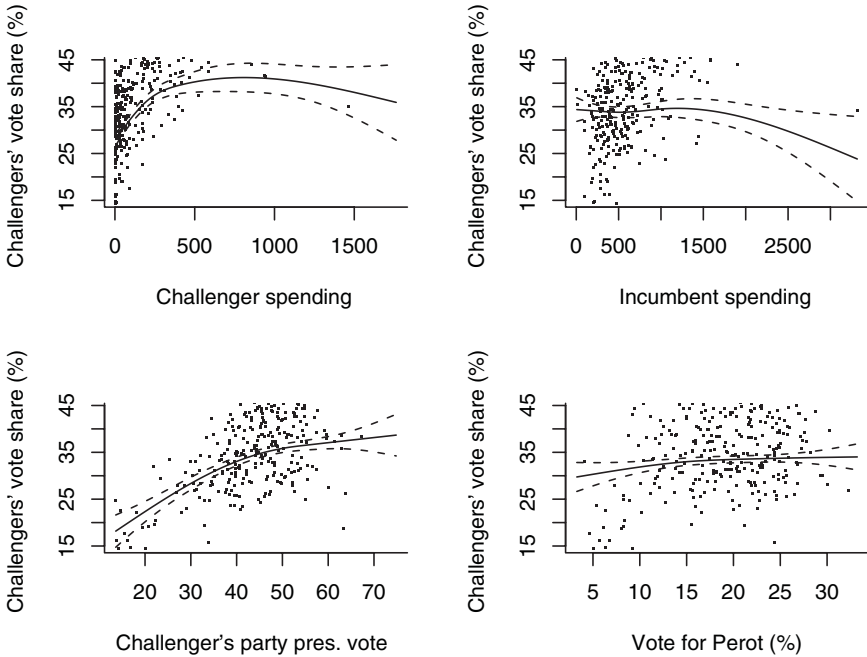 Challengers' vote share (%)
45
35
25
15
0 500 1000 1500
Challenger spending
Challengers' vote share (%)
45
35
25
15
0 500 1500 2500
Incumbent spending
Challengers' vote share (%)
45
35
25
15
20 30 40 50 60 70
Challenger's party pres. vote
Challengers' vote share (%)
45
35
25
15
5 10 15 20 25 30
Vote for Perot (%)